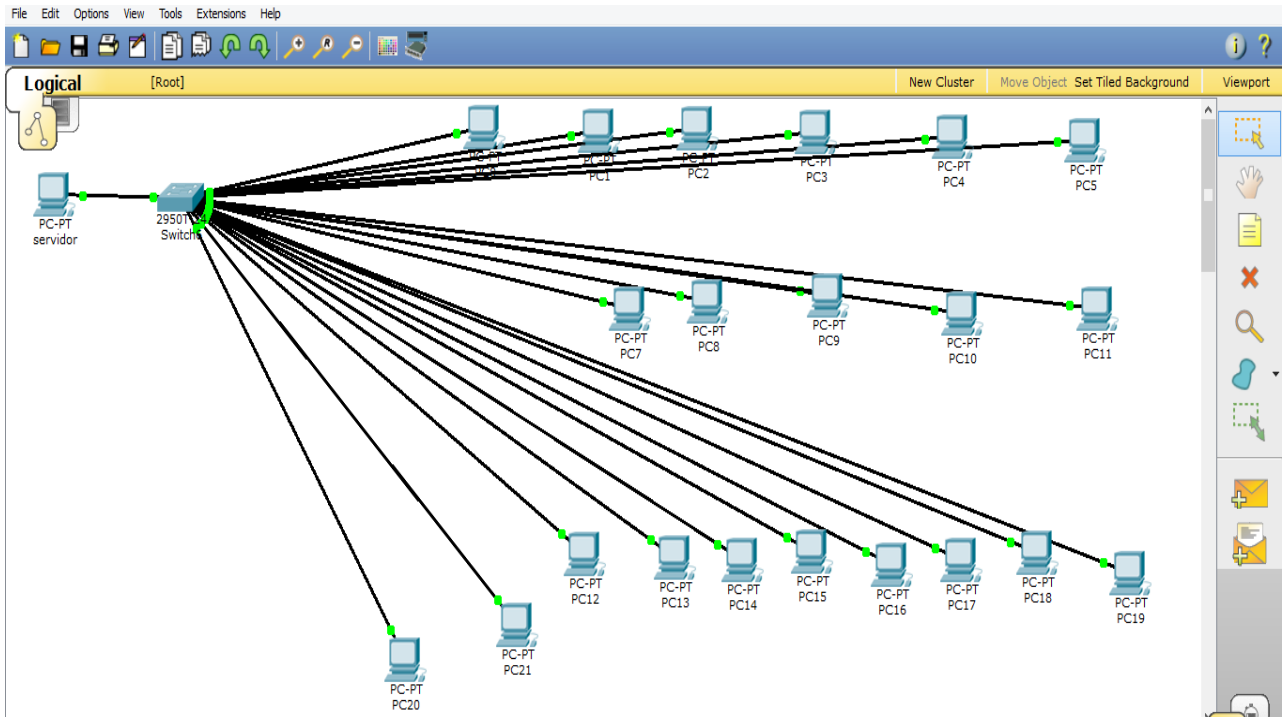 File Edit Options View Tools Extensions Help
Logical [Root] New Cluster Move Object Set Tiled Background Viewport
PC-PT
PC-PT
PC1
PC-PT
PC2
PC-PT
PC3
PC-PT
PC4
PC-PT
PC5
PC-PT
servidor
2950T-24
PC-PT
PC7
PC-PT
PC8
PC-PT
PC9
PC-PT
PC10
PC-PT
PC11
PC-PT
PC12
PC-PT
PC13
PC-PT
PC14
PC-PT
PC15
PC-PT
PC16
PC-PT
PC17
PC-PT
PC18
PC-PT
PC19
PC-PT
PC21
PC-PT
PC20